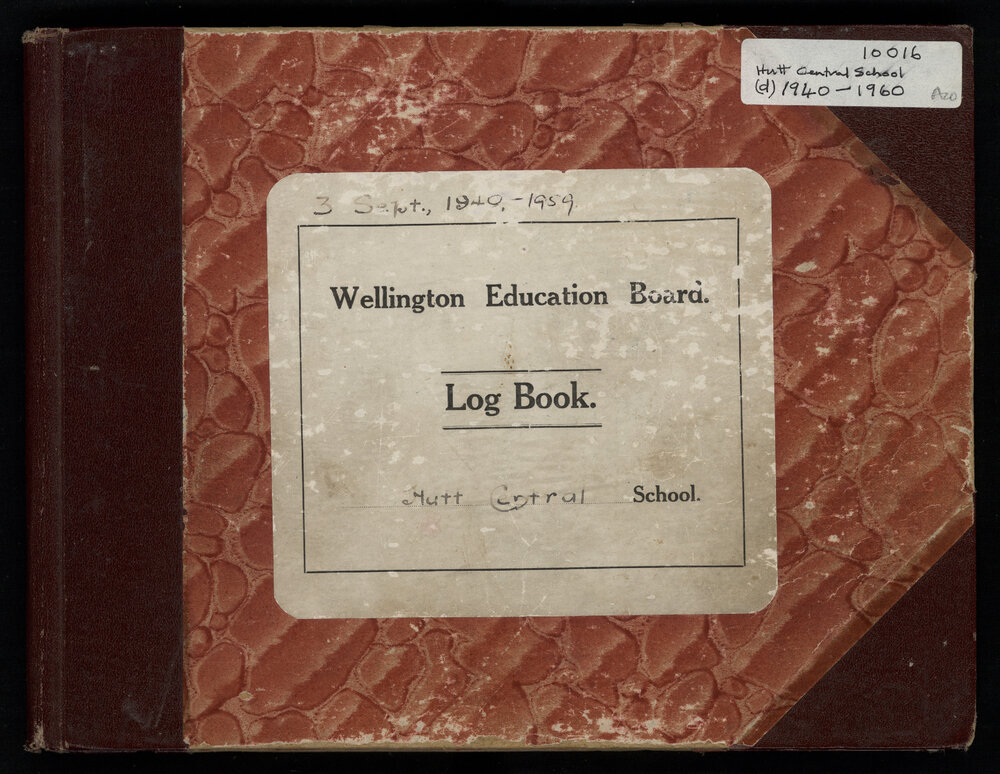 10016
Hutt Central School
(d) 1940 - 1960
A20
3 Sept., 1940, - 1959
Wellington Education Board.
Log Book.
Hutt Central School.